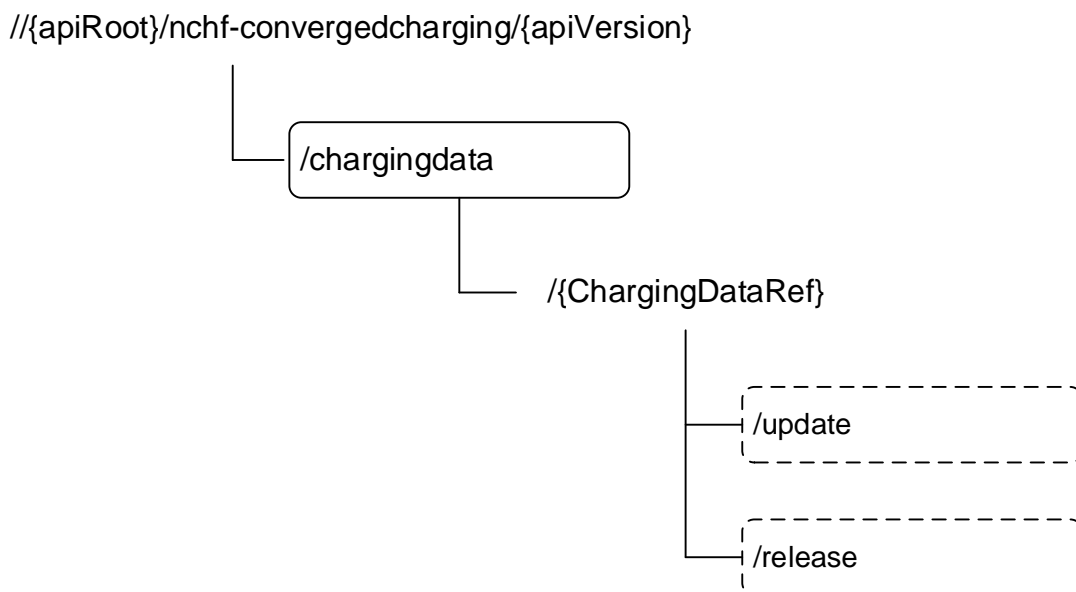 //{apiRoot}/nchf-convergedcharging/{apiVersion}
/chargingdata
/{ChargingDataRef}
/update
/release